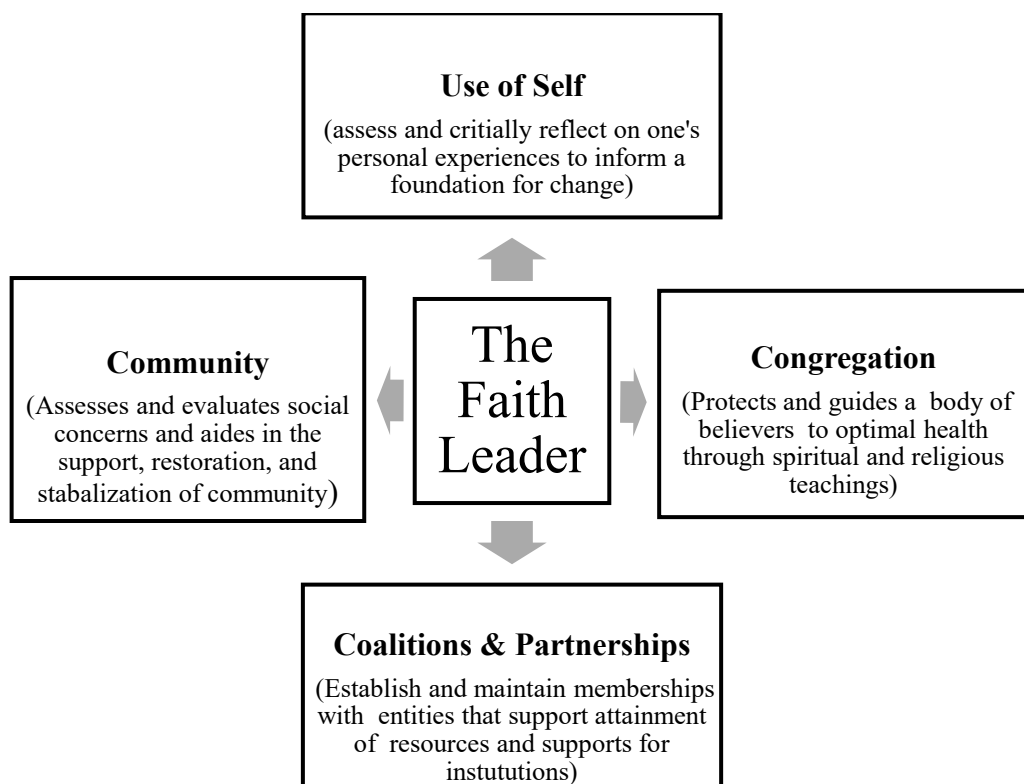 Use of Self
(assess and critially reflect on one's
personal experiences to inform a
foundation for change)
Community
(Assesses and evaluates social
concerns and aides in the
support, restoration, and
stabalization of community)
The
Faith
Leader
Congregation
(Protects and guides a body of
believers to optimal health
through spiritual and religious
teachings)
Coalitions & Partnerships
(Establish and maintain memberships
with entities that support attainment
of resources and supports for
instututions)